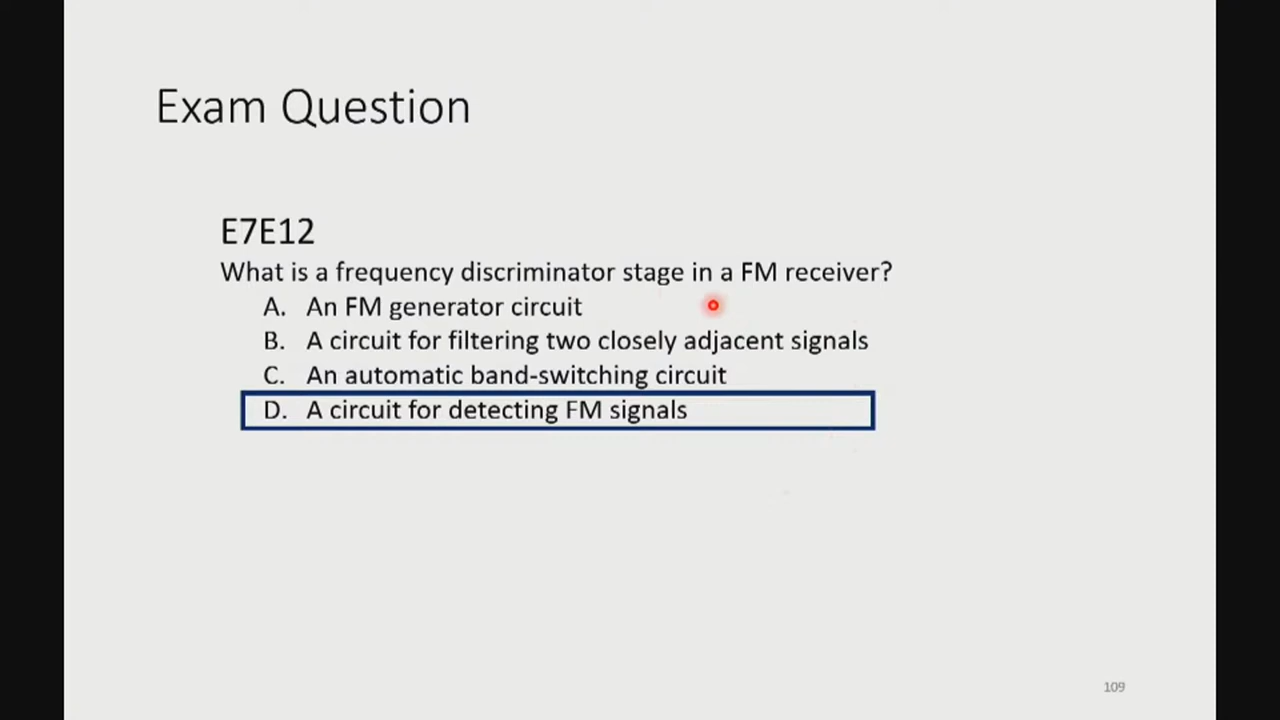 Exam Question
E7E12
What is a frequency discriminator stage in a FM receiver?
A. An FM generator circuit
B. A circuit for filtering two closely adjacent signals
C. An automatic band-switching circuit
D. A circuit for detecting FM signals
109